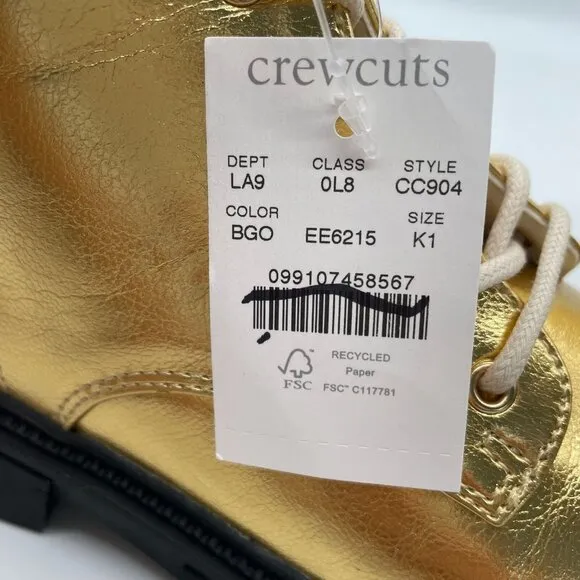 crewcuts
DEPT CLASS STYLE
LA9 0L8 CC904
COLOR SIZE
BGO EE6215 K1
099107458567
RECYCLED
Paper
FSC FSC™ C117781